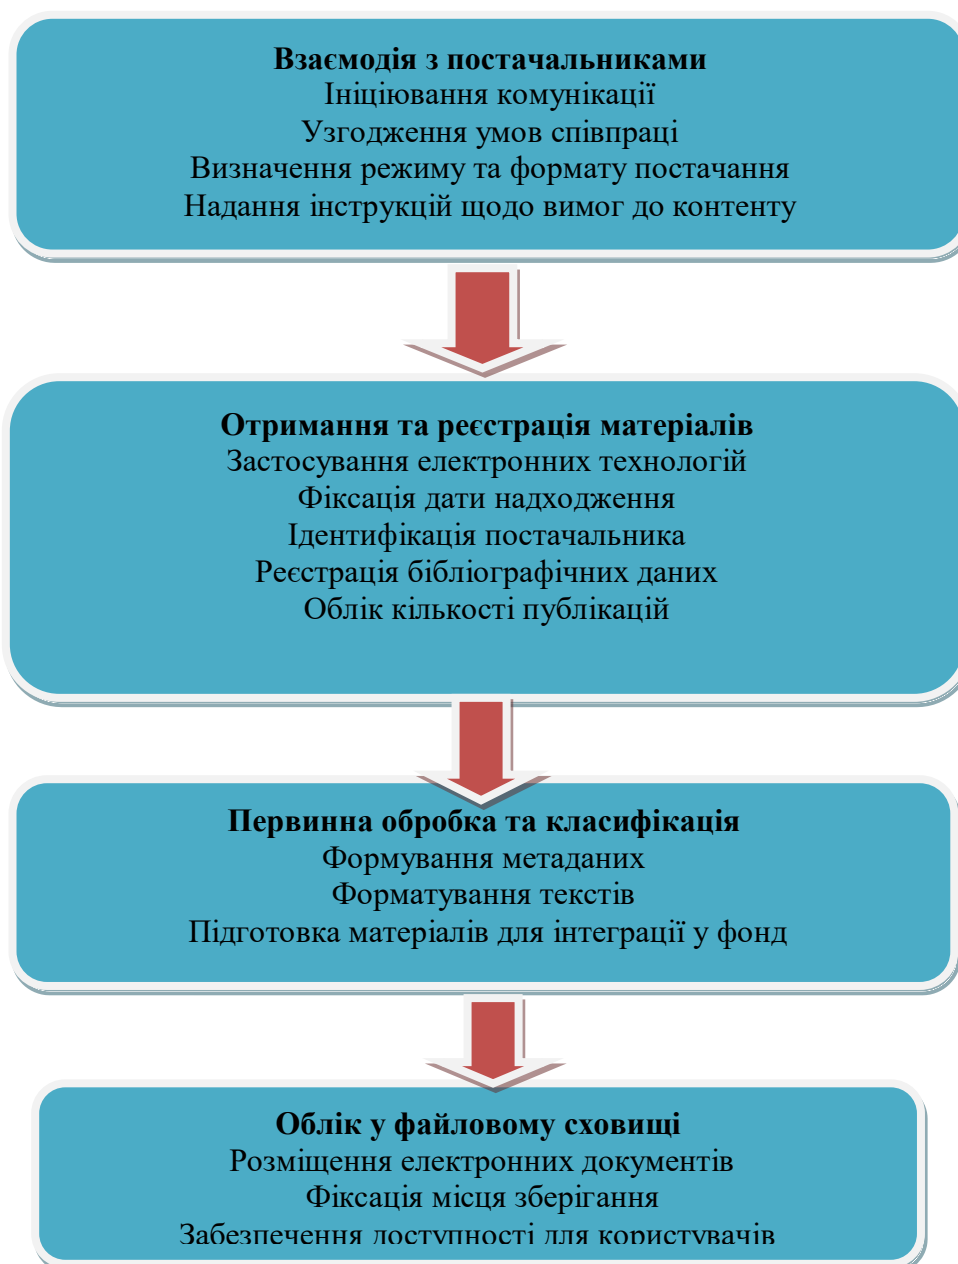 Взаємодія з постачальниками
Ініціювання комунікації
Узгодження умов співпраці
Визначення режиму та формату постачання
Надання інструкцій щодо вимог до контенту
Отримання та реєстрація матеріалів
Застосування електронних технологій
Фіксація дати надходження
Ідентифікація постачальника
Реєстрація бібліографічних даних
Облік кількості публікацій
Первинна обробка та класифікація
Формування метаданих
Форматування текстів
Підготовка матеріалів для інтеграції у фонд
Облік у файловому сховищі
Розміщення електронних документів
Фіксація місця зберігання
Забезпечення доступності для користувачів